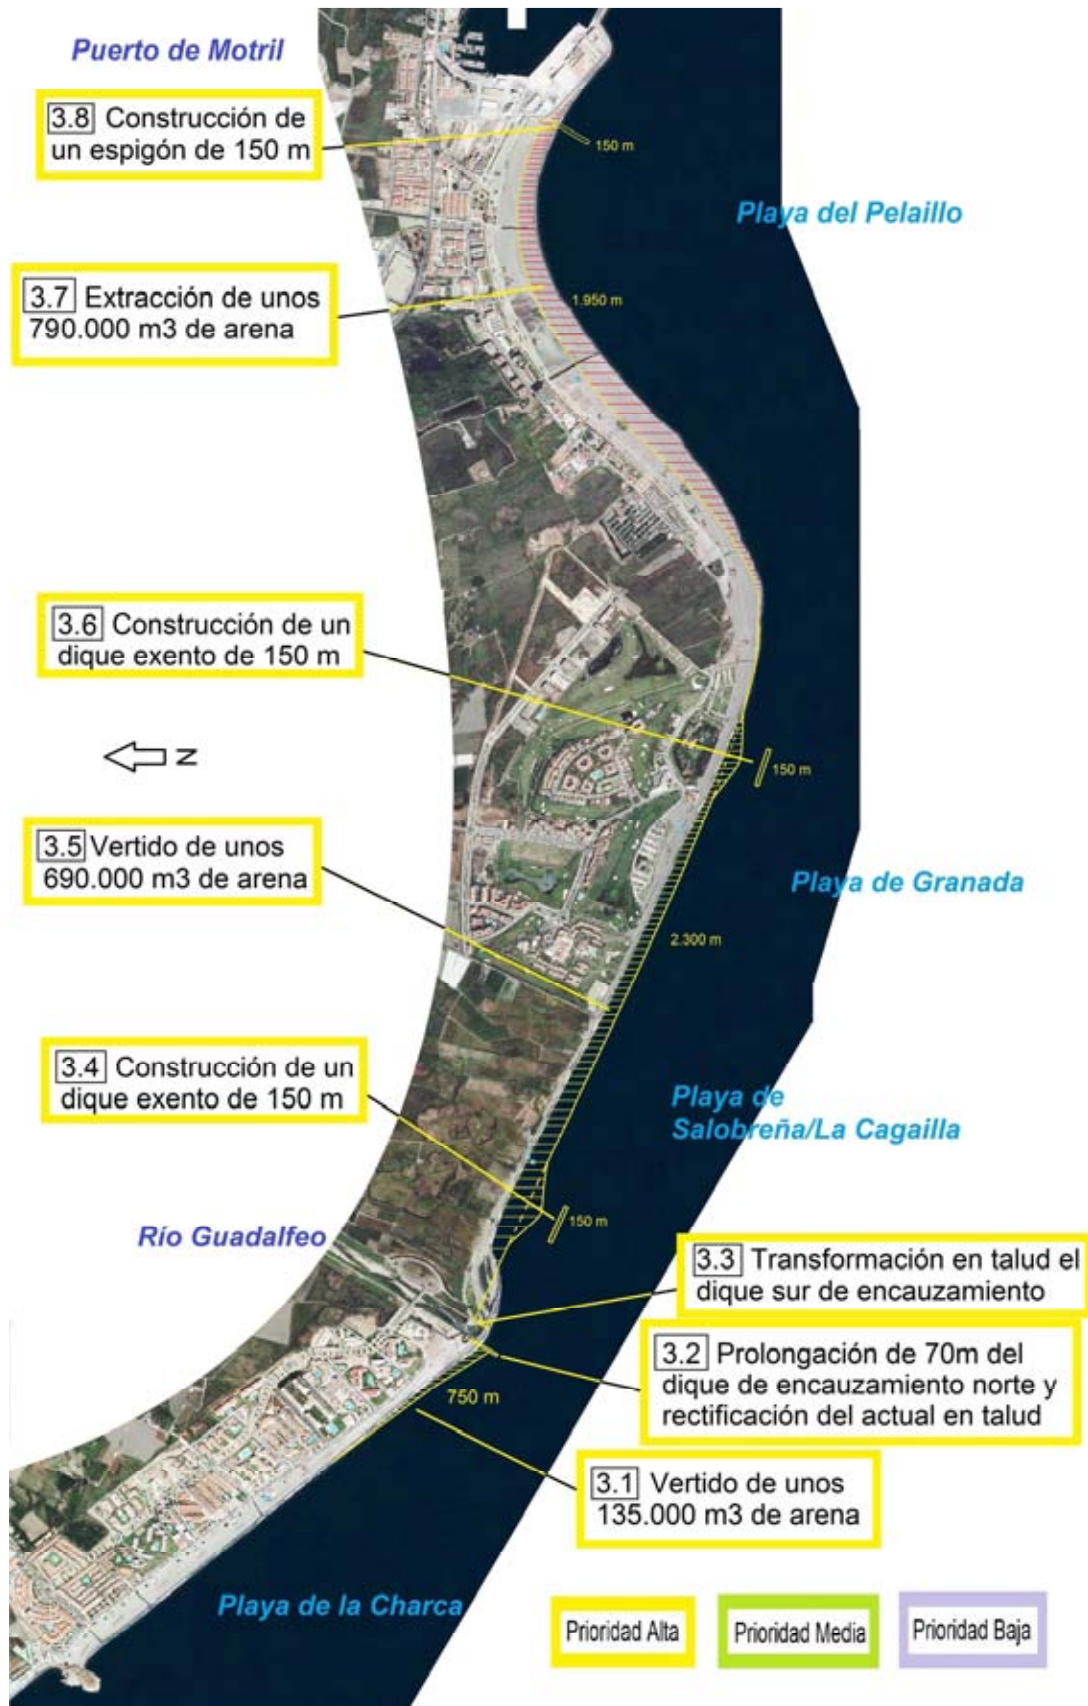 Puerto de Motril
3.8 Construcción de
un espigón de 150 m
150 m
Playa del Pelaillo
3.7 Extracción de unos
790.000 m3 de arena
1.950 m
3.6 Construcción de un
dique exento de 150 m
N
150 m
3.5 Vertido de unos
690.000 m3 de arena
Playa de Granada
2.300 m
3.4 Construcción de un
dique exento de 150 m
Playa de
Salobreña/La Cagailla
150 m
Río Guadalfeo
3.3 Transformación en talud el
dique sur de encauzamiento
3.2 Prolongación de 70m del
dique de encauzamiento norte y
rectificación del actual en talud
750 m
3.1 Vertido de unos
135.000 m3 de arena
Playa de la Charca
Prioridad Alta
Prioridad Media
Prioridad Baja